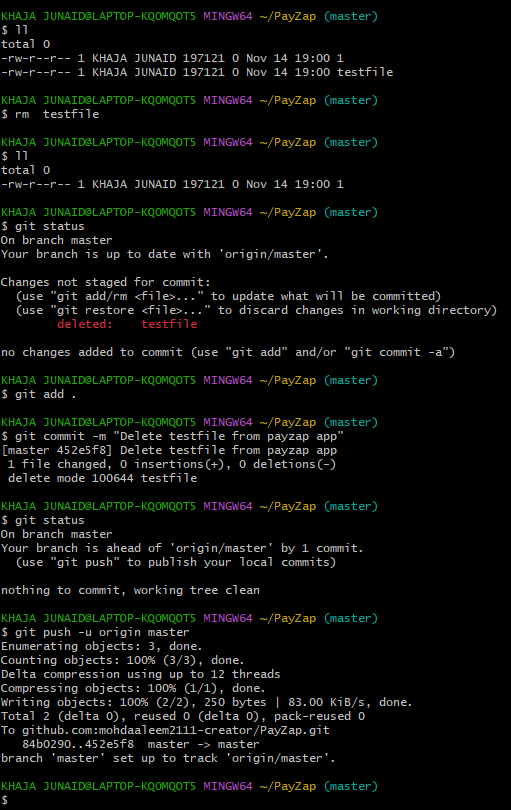 KHAJA JUNAID@LAPTOP-KQOMQOT5 MINGW64 ~/PayZap (master)
$ ll
total 0
-rw-r--r-- 1 KHAJA JUNAID 197121 0 Nov 14 19:00 1
-rw-r--r-- 1 KHAJA JUNAID 197121 0 Nov 14 19:00 testfile
KHAJA JUNAID@LAPTOP-KQOMQOT5 MINGW64 ~/PayZap (master)
$ rm  testfile
KHAJA JUNAID@LAPTOP-KQOMQOT5 MINGW64 ~/PayZap (master)
$ ll
total 0
-rw-r--r-- 1 KHAJA JUNAID 197121 0 Nov 14 19:00 1
KHAJA JUNAID@LAPTOP-KQOMQOT5 MINGW64 ~/PayZap (master)
$ git status
On branch master
Your branch is up to date with 'origin/master'.
Changes not staged for commit:
  (use "git add/rm <file>..." to update what will be committed)
  (use "git restore <file>..." to discard changes in working directory)
        deleted:    testfile
no changes added to commit (use "git add" and/or "git commit -a")
KHAJA JUNAID@LAPTOP-KQOMQOT5 MINGW64 ~/PayZap (master)
$ git add .
KHAJA JUNAID@LAPTOP-KQOMQOT5 MINGW64 ~/PayZap (master)
$ git commit -m "Delete testfile from payzap app"
[master 452e5f8] Delete testfile from payzap app
 1 file changed, 0 insertions(+), 0 deletions(-)
 delete mode 100644 testfile
KHAJA JUNAID@LAPTOP-KQOMQOT5 MINGW64 ~/PayZap (master)
$ git status
On branch master
Your branch is ahead of 'origin/master' by 1 commit.
  (use "git push" to publish your local commits)
nothing to commit, working tree clean
KHAJA JUNAID@LAPTOP-KQOMQOT5 MINGW64 ~/PayZap (master)
$ git push -u origin master
Enumerating objects: 3, done.
Counting objects: 100% (3/3), done.
Delta compression using up to 12 threads
Compressing objects: 100% (1/1), done.
Writing objects: 100% (2/2), 250 bytes | 83.00 KiB/s, done.
Total 2 (delta 0), reused 0 (delta 0), pack-reused 0
To github.com:mohdaaleem2111-creator/PayZap.git
   84b0290..452e5f8  master -> master
branch 'master' set up to track 'origin/master'.
KHAJA JUNAID@LAPTOP-KQOMQOT5 MINGW64 ~/PayZap (master)
$